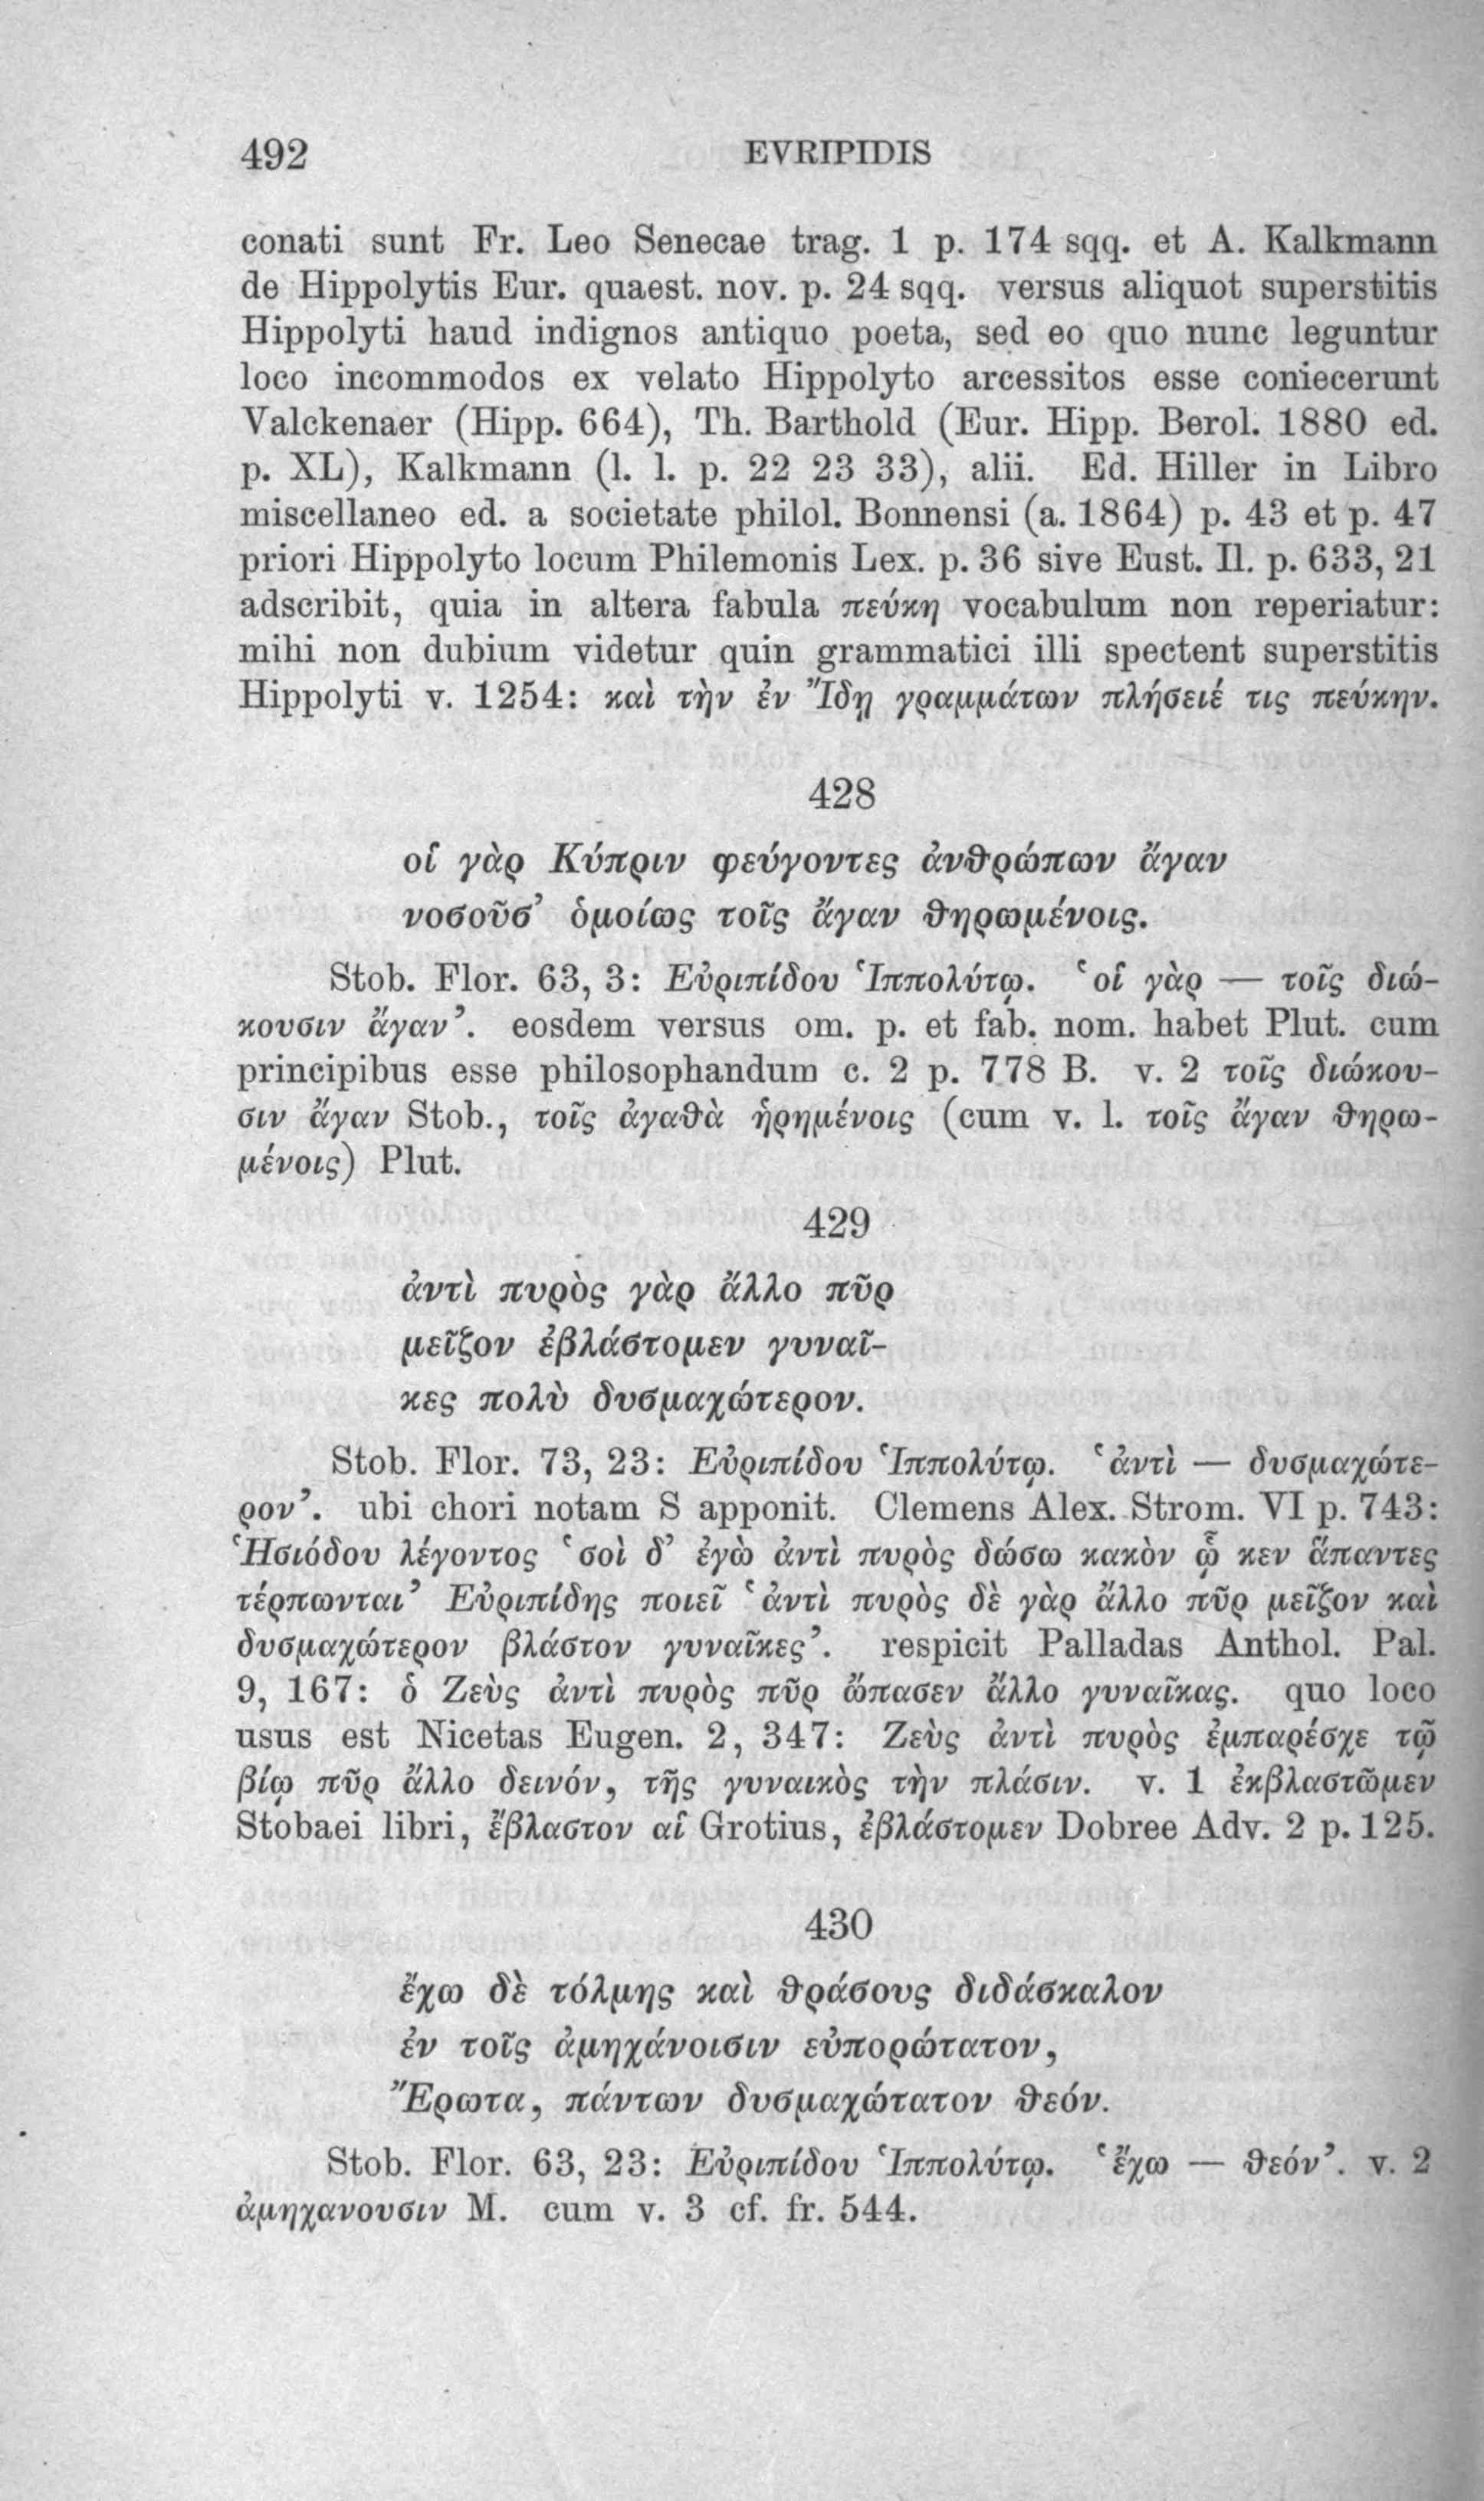 492 EVRIPIDIS
conati sunt Fr. Leo Senecae trag. 1 p. 174 sqq. et A. Kalkmann
de Hippolytis Eur. quaest. nov. p. 24 sqq. versus aliquot superstitis
Hippolyti haud indignos antiquo poeta, sed eo quo nunc leguntur
loco incommodos ex velato Hippolyto arcessitos esse coniecerunt
Valckenaer (Hipp. 664), Th. Barthold (Eur. Hipp. Berol. 1880 ed.
p. XL), Kalkmann (l. l. p. 22 23 33), alii. Ed. Hiller in Libro
miscellaneo ed. a societate philol. Bonnensi (a. 1864) p. 43 et p. 47
priori Hippolyto locum Philemonis Lex. p. 36 sive Eust. Il. p. 633, 21
adscribit, quia in altera fabula πεύκη vocabulum non reperiatur:
mihi non dubium videtur quin grammatici illi spectent superstitis
Hippolyti v. 1254: καὶ τὴν ἐν Ἴδῃ γραμμάτων πλήσειέ τις πεύκην.
428
οἱ γὰρ Κύπριν φεύγοντες ἀνθρώπων ἄγαν
νοσοῦσ’ ὁμοίως τοῖς ἄγαν θηρωμένοις.
Stob. Flor. 63, 3: Εὐριπίδου Ἱππολύτῳ. ‘οἱ γὰρ — τοῖς διώ-
κουσιν ἄγαν’. eosdem versus om. p. et fab. nom. habet Plut. cum
principibus esse philosophandum c. 2 p. 778 B. v. 2 τοῖς διώκου-
σιν ἄγαν Stob., τοῖς ἀγαθὰ ᾑρημένοις (cum v. l. τοῖς ἄγαν θηρω-
μένοις) Plut.
429
ἀντὶ πυρὸς γὰρ ἄλλο πῦρ
μεῖζον ἐβλάστομεν γυναῖ-
κες πολὺ δυσμαχώτερον.
Stob. Flor. 73, 23: Εὐριπίδου Ἱππολύτῳ. ‘ἀντὶ — δυσμαχώτε-
ρον’. ubi chori notam S apponit. Clemens Alex. Strom. VI p. 743:
Ἡσιόδου λέγοντος ‘σοὶ δ’ ἐγὼ ἀντὶ πυρὸς δώσω κακὸν ᾧ κεν ἅπαντες
τέρπωνται’ Εὐριπίδης ποιεῖ ‘ἀντὶ πυρὸς δὲ γὰρ ἄλλο πῦρ μεῖζον καὶ
δυσμαχώτερον βλάστον γυναῖκες’. respicit Palladas Anthol. Pal.
9, 167: ὁ Ζεὺς ἀντὶ πυρὸς πῦρ ὤπασεν ἄλλο γυναῖκας. quo loco
usus est Nicetas Eugen. 2, 347: Ζεὺς ἀντὶ πυρὸς ἐμπαρέσχε τῷ
βίῳ πῦρ ἄλλο δεινόν, τῆς γυναικὸς τὴν πλάσιν. v. 1 ἐκβλαστῶμεν
Stobaei libri, ἔβλαστον αἱ Grotius, ἐβλάστομεν Dobree Adv. 2 p. 125.
430
ἔχω δὲ τόλμης καὶ θράσους διδάσκαλον
ἐν τοῖς ἀμηχάνοισιν εὐπορώτατον,
Ἔρωτα, πάντων δυσμαχώτατον θεόν.
Stob. Flor. 63, 23: Εὐριπίδου Ἱππολύτῳ. ‘ἔχω — θεόν’. v. 2
ἀμηχανουσιν M. cum v. 3 cf. fr. 544.